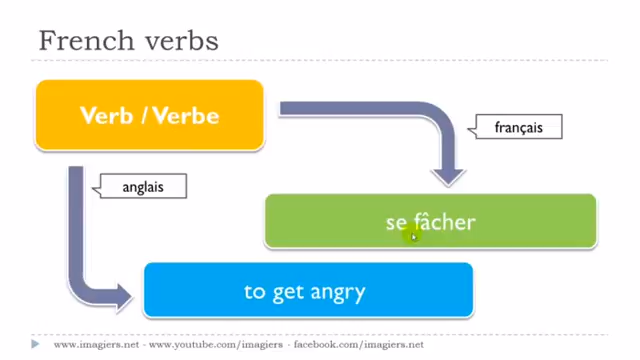 French verbs
Verb / Verbe
français
anglais
se fâcher
to get angry
www.imagiers.net - www.youtube.com/imagiers - facebook.com/imagiers.net